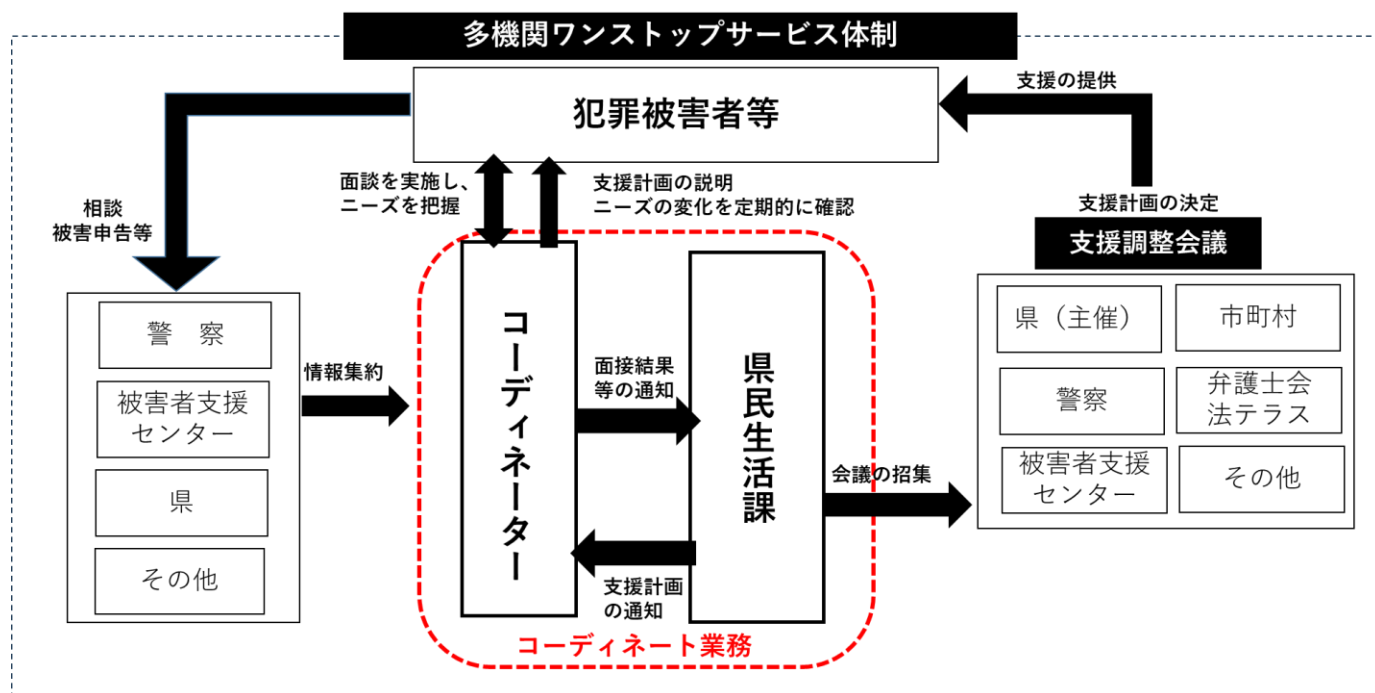 多機関ワンストップサービス体制
犯罪被害者等
支援の提供
相談
被害申告等
面談を実施し、
ニーズを把握
支援計画の説明
ニーズの変化を定期的に確認
支援計画の決定
支援調整会議
警　察
被害者支援
センター
県
その他
情報集約
コーディネーター
面接結果
等の通知
支援計画
の通知
県民生活課
コーディネート業務
会議の招集
県（主催）
市町村
警察
弁護士会
法テラス
被害者支援
センター
その他